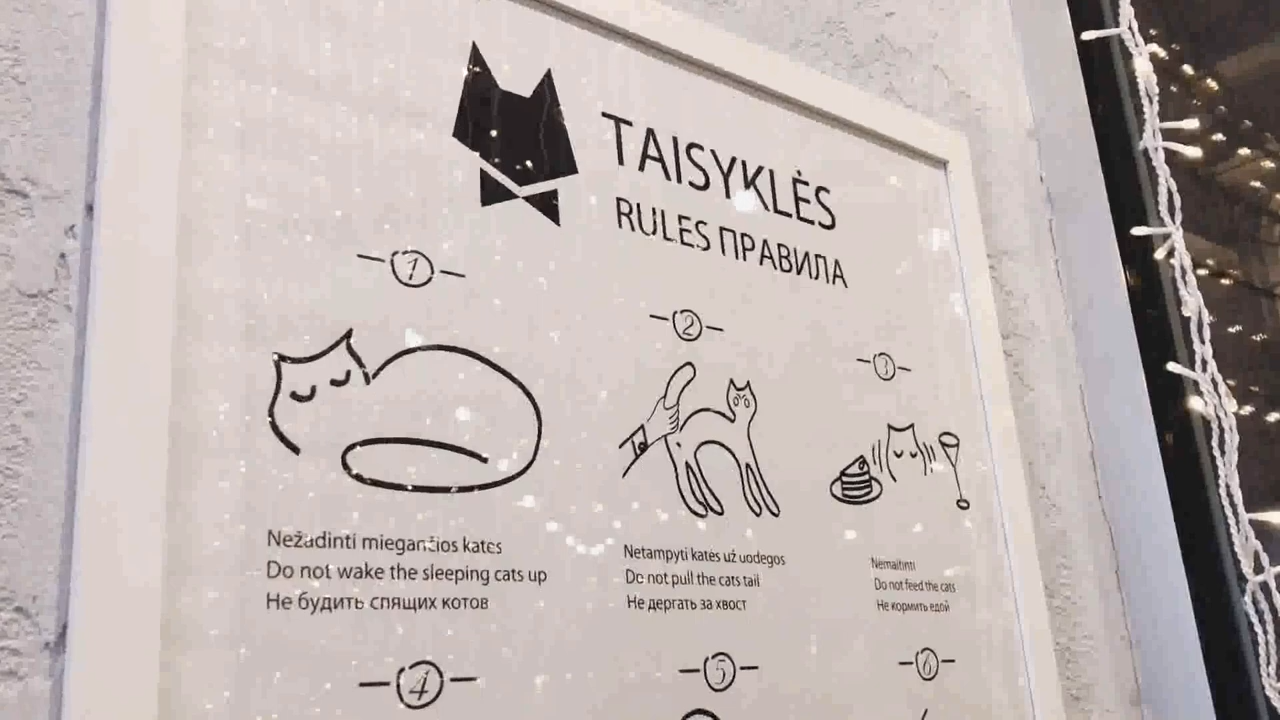 TAISYKLĖS
RULES ПРАВИЛА
1
Nežadinti miegančios katės
Do not wake the sleeping cats up
Не будить спящих котов
2
Netampyti katės už uodegos
Do not pull the cats tail
Не дергать за хвост
3
Nemaitinti
Do not feed the cats
Не кормить едой
4
5
6